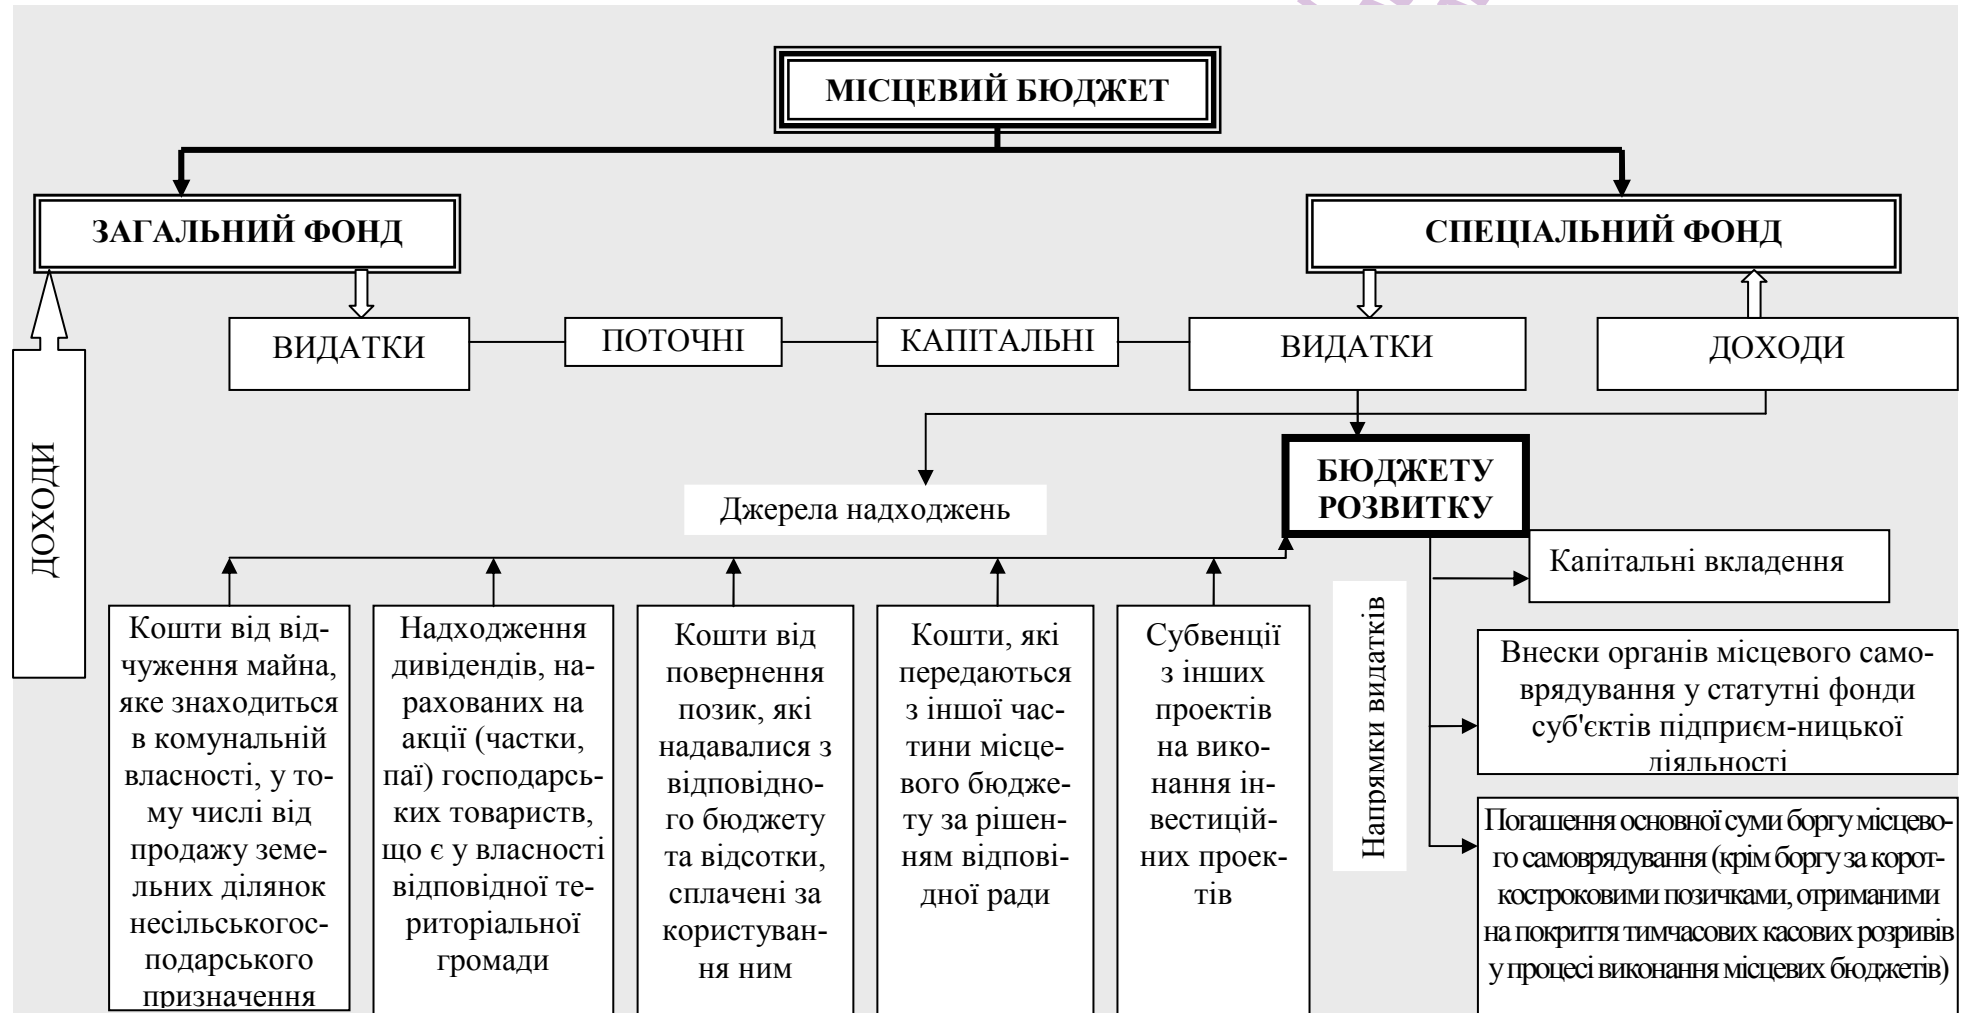 МІСЦЕВИЙ БЮДЖЕТ
ЗАГАЛЬНИЙ ФОНД
СПЕЦІАЛЬНИЙ ФОНД
ВИДАТКИ
ПОТОЧНІ
КАПІТАЛЬНІ
ВИДАТКИ
ДОХОДИ
ДОХОДИ
БЮДЖЕТУ
РОЗВИТКУ
Джерела надходжень
Кошти від від-
чуження майна,
яке знаходиться
в комунальній
власності, у то-
му числі від
продажу земе-
льних ділянок
несільськогос-
подарського
призначення
Надходження
дивідендів, на-
рахованих на
акції (частки,
паї) господарсь-
ких товариств,
що є у власності
відповідної те-
риторіальної
громади
Кошти від
повернення
позик, які
надавалися з
відповідно-
го бюджету
та відсотки,
сплачені за
користуван-
ня ним
Кошти, які
передаються
з іншої час-
тини місце-
вого бюдже-
ту за рішен-
ням відпові-
дної ради
Субвенції
з інших
проектів
на вико-
нання ін-
вестицій-
них проек-
тів
Напрямки видатків
Капітальні вкладення
Внески органів місцевого само-
врядування у статутні фонди
суб'єктів підприєм-ницької
діяльності
Погашення основної суми боргу місцево-
го самоврядування (крім боргу за корот-
костроковими позичками, отриманими
на покриття тимчасових касових розривів
у процесі виконання місцевих бюджетів)